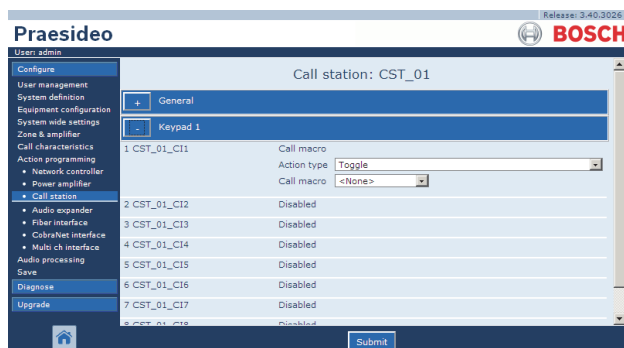 Release: 3.40.3026
Praesideo
BOSCH
User: admin
Configure
User management
System definition
Equipment configuration
System wide settings
Zone & amplifier
Call characteristics
Action programming
• Network controller
• Power amplifier
• Call station
• Audio expander
• Fiber interface
• CobraNet interface
• Multi ch interface
Audio processing
Save
Diagnose
Upgrade
Call station: CST_01
+ General
- Keypad 1
1 CST_01_CI1 Call macro
Action type Toggle
Call macro <None>
2 CST_01_CI2 Disabled
3 CST_01_CI3 Disabled
4 CST_01_CI4 Disabled
5 CST_01_CI5 Disabled
6 CST_01_CI6 Disabled
7 CST_01_CI7 Disabled
8 CST_01_CI8 Disabled
Submit